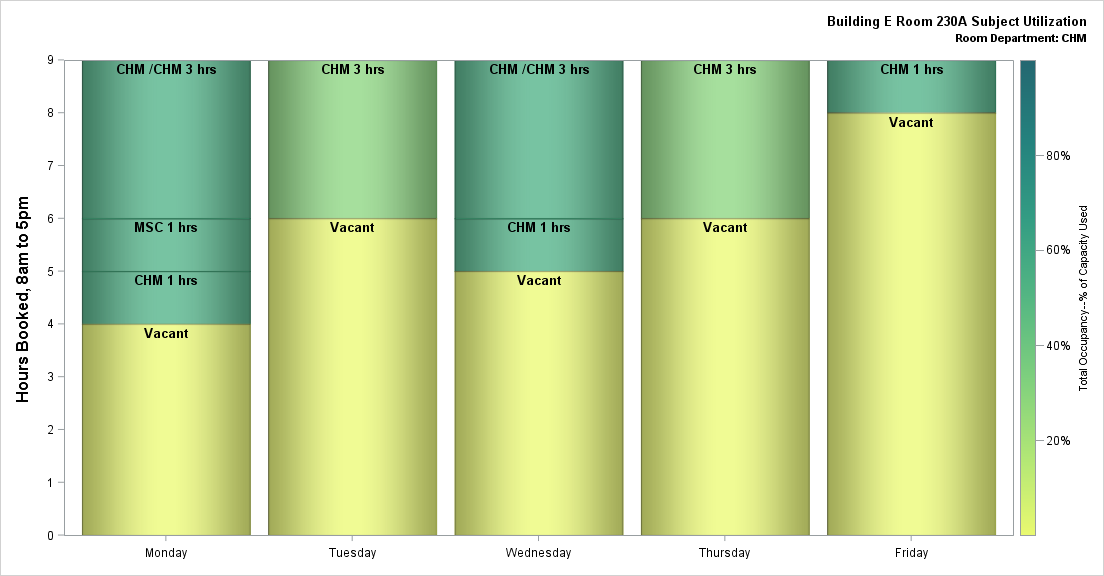 Building E Room 230A Subject Utilization
Room Department: CHM
Hours Booked, 8am to 5pm
9
8
7
6
5
4
3
2
1
0
CHM /CHM 3 hrs
MSC 1 hrs
CHM 1 hrs
Vacant
CHM 3 hrs
Vacant
CHM /CHM 3 hrs
CHM 1 hrs
Vacant
CHM 3 hrs
Vacant
CHM 1 hrs
Vacant
Monday
Tuesday
Wednesday
Thursday
Friday
80%
60%
40%
20%
Total Occupancy--% of Capacity Used